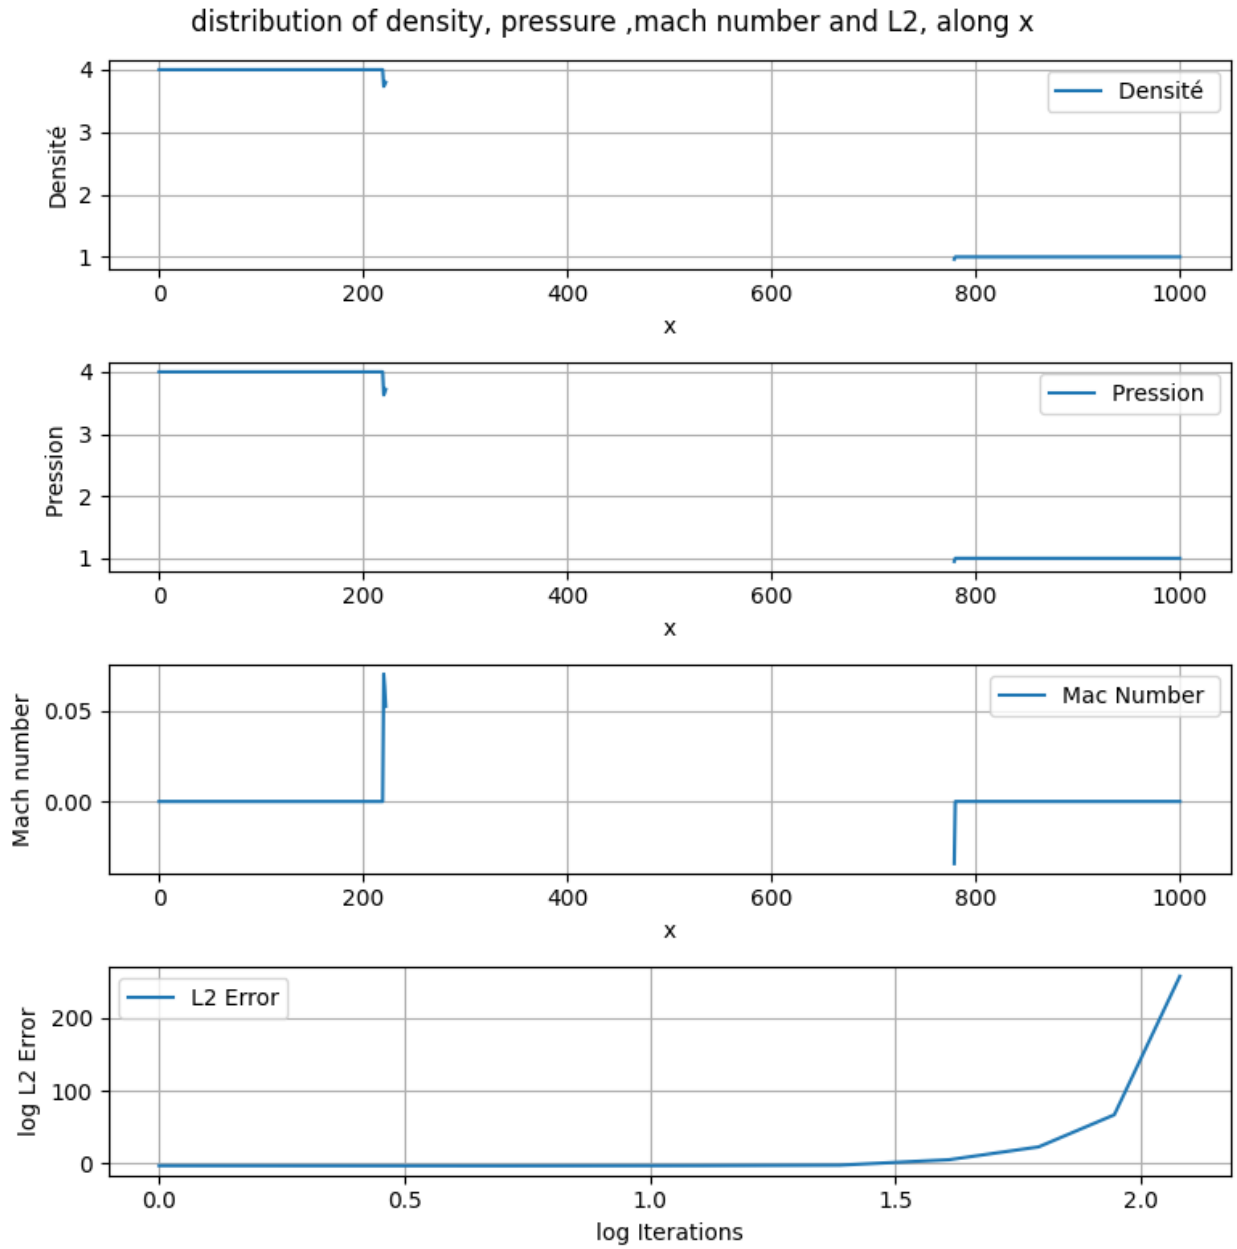 distribution of density, pressure ,mach number and L2, along x
4
3
2
1
Densité
Densité
0 200 400 600 800 1000
x
4
3
2
1
Pression
Pression
0 200 400 600 800 1000
x
0.05
0.00
Mach number
Mac Number
0 200 400 600 800 1000
x
200
100
0
log L2 Error
L2 Error
0.0 0.5 1.0 1.5 2.0
log Iterations